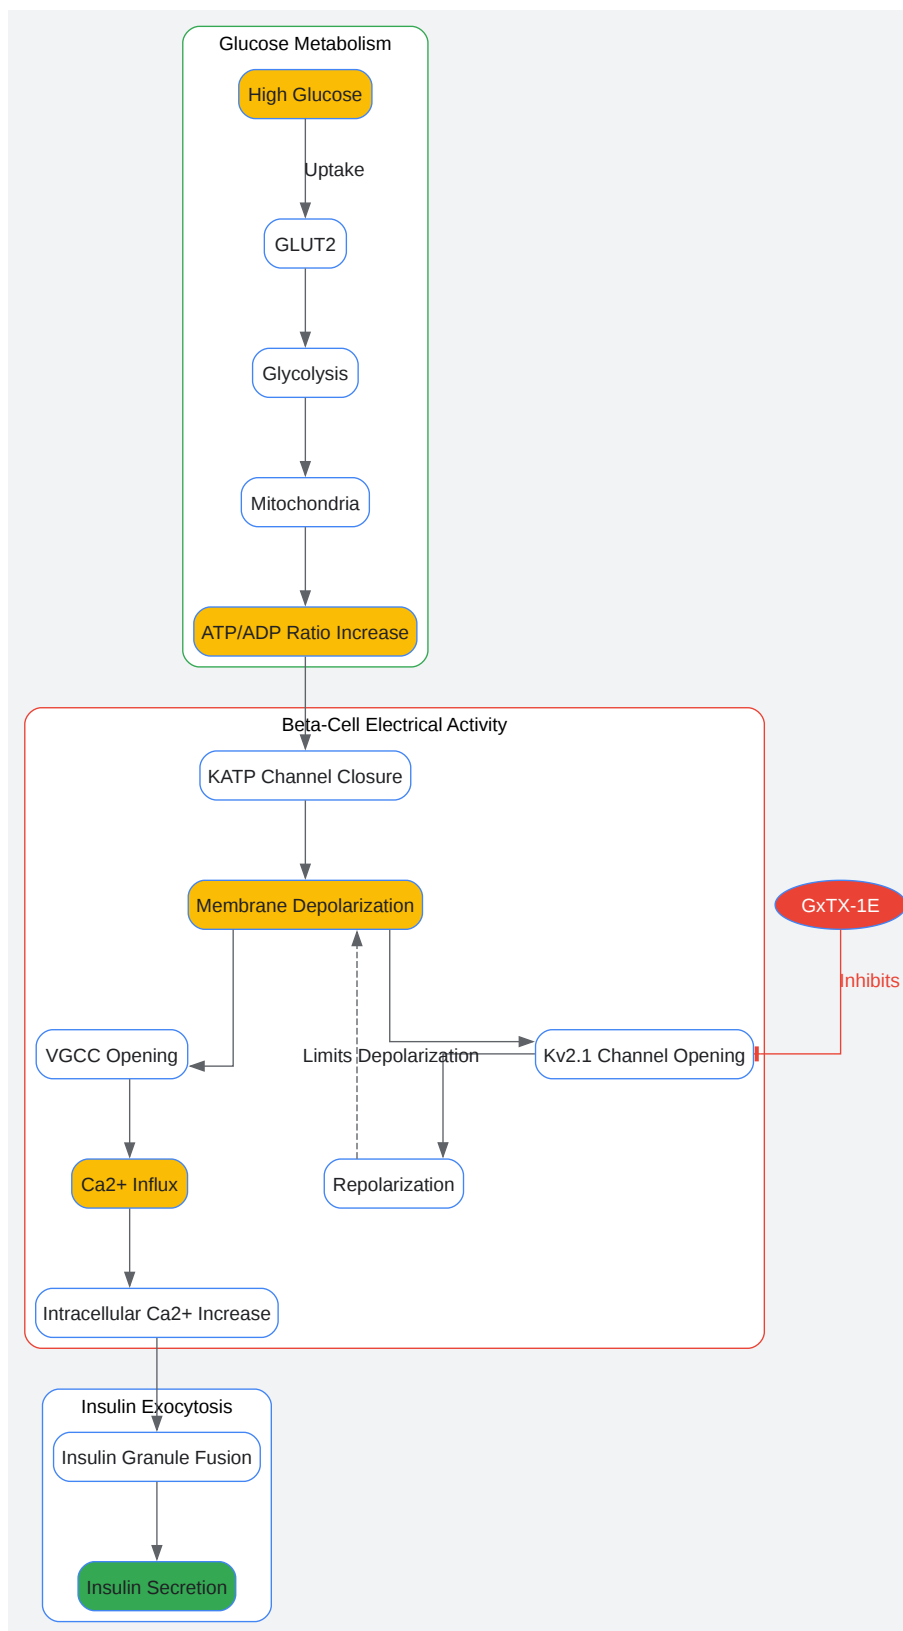 Glucose Metabolism
High Glucose
Uptake
GLUT2
Glycolysis
Mitochondria
ATP/ADP Ratio Increase
Beta-Cell Electrical Activity
KATP Channel Closure
Membrane Depolarization
GxTX-1E
Inhibits
VGCC Opening
Limits Depolarization
Kv2.1 Channel Opening
Ca2+ Influx
Repolarization
Intracellular Ca2+ Increase
Insulin Exocytosis
Insulin Granule Fusion
Insulin Secretion